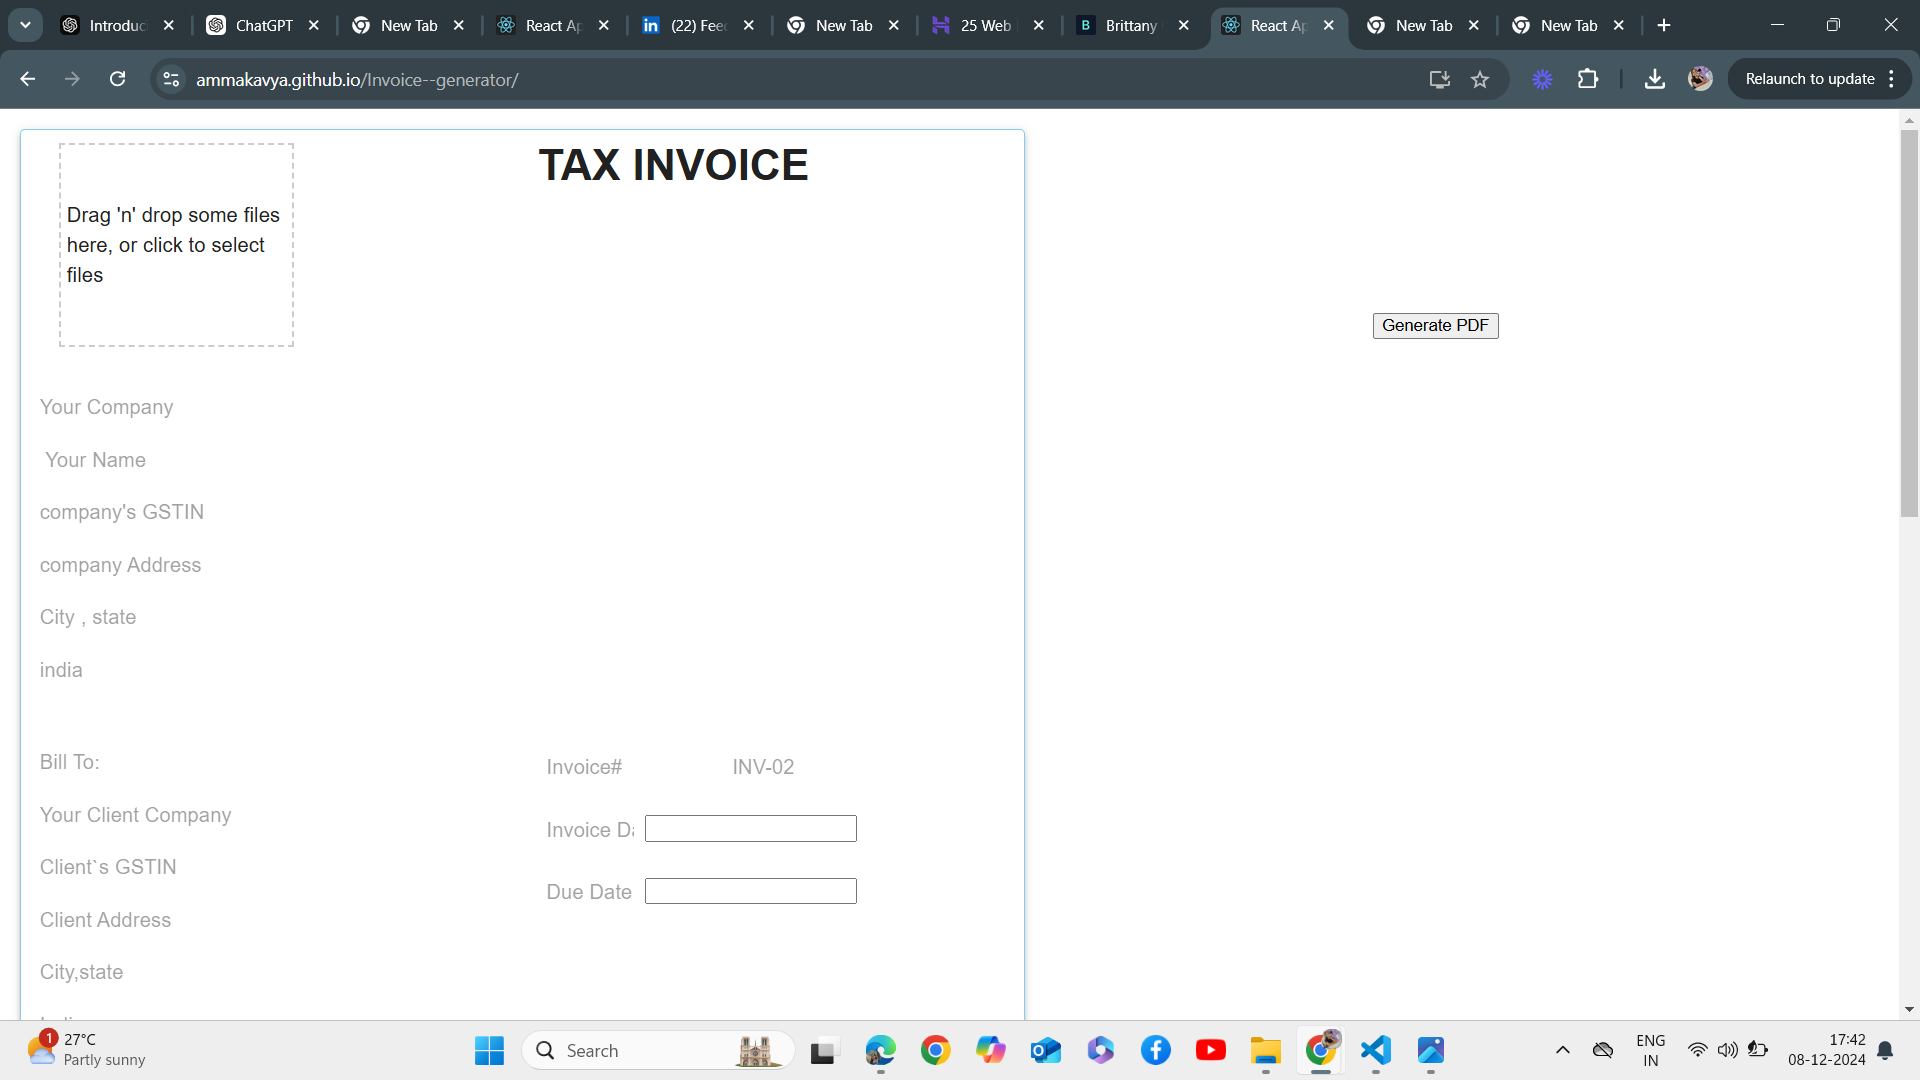 Introduc
ChatGPT
New Tab
React Ap
(22) Feed
New Tab
25 Web
Brittany
React Ap
New Tab
New Tab
ammakavya.github.io/Invoice--generator/
Relaunch to update
TAX INVOICE
Drag 'n' drop some files
here, or click to select
files
Generate PDF
Your Company
Your Name
company's GSTIN
company Address
City , state
india
Bill To:
Invoice# INV-02
Your Client Company
Invoice Da
Client`s GSTIN
Due Date
Client Address
City,state
1
27°C
Partly sunny
Search
ENG
IN
17:42
08-12-2024